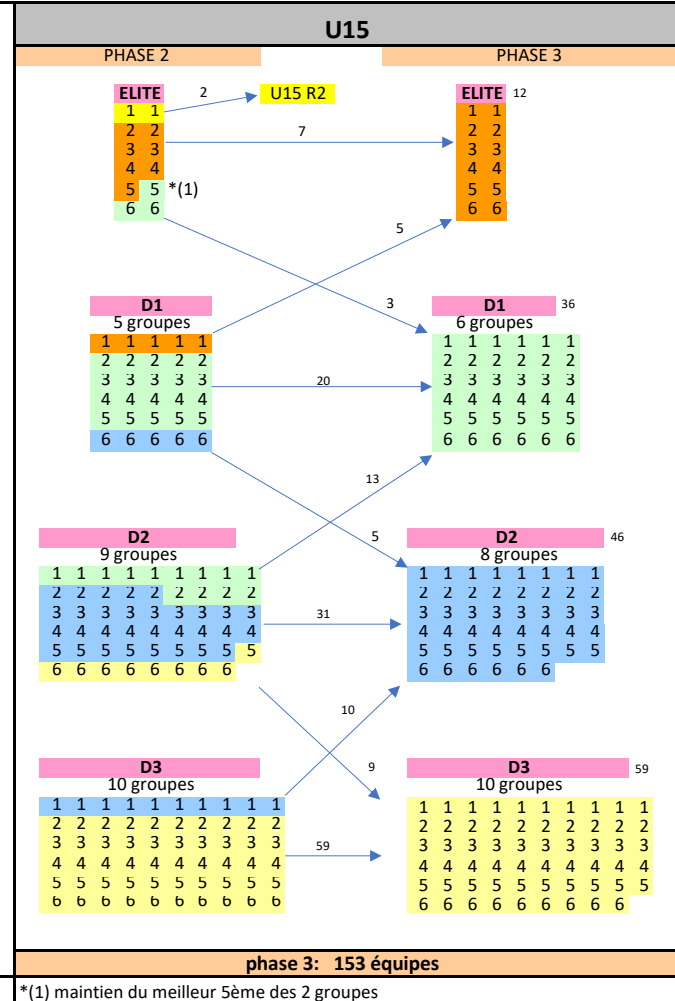 U15
PHASE 2 PHASE 3
ELITE 2 U15 R2 ELITE 12
1 1 1 1
2 2 7 2 2
3 3 3 3
4 4 4 4
5 5 *(1) 5 5
6 6 6 6
5
D1 3 D1 36
5 groupes 6 groupes
1 1 1 1 1 1 1 1 1 1 1
2 2 2 2 2 2 2 2 2 2 2
3 3 3 3 3 20 3 3 3 3 3 3
4 4 4 4 4 4 4 4 4 4 4
5 5 5 5 5 5 5 5 5 5 5
6 6 6 6 6 6 6 6 6 6 6
13
D2 5 D2 46
9 groupes 8 groupes
1 1 1 1 1 1 1 1 1 1 1 1 1 1 1 1 1
2 2 2 2 2 2 2 2 2 2 2 2 2 2 2 2 2
3 3 3 3 3 3 3 3 3 31 3 3 3 3 3 3 3 3
4 4 4 4 4 4 4 4 4 4 4 4 4 4 4 4 4
5 5 5 5 5 5 5 5 5 5 5 5 5 5 5 5 5
6 6 6 6 6 6 6 6 6 6 6 6 6 6
10
D3 9 D3 59
10 groupes 10 groupes
1 1 1 1 1 1 1 1 1 1 1 1 1 1 1 1 1 1 1 1
2 2 2 2 2 2 2 2 2 2 2 2 2 2 2 2 2 2 2 2
3 3 3 3 3 3 3 3 3 3 59 3 3 3 3 3 3 3 3 3 3
4 4 4 4 4 4 4 4 4 4 4 4 4 4 4 4 4 4 4 4
5 5 5 5 5 5 5 5 5 5 5 5 5 5 5 5 5 5 5 5
6 6 6 6 6 6 6 6 6 6 6 6 6 6 6 6 6 6 6
phase 3: 153 équipes
*(1) maintien du meilleur 5ème des 2 groupes